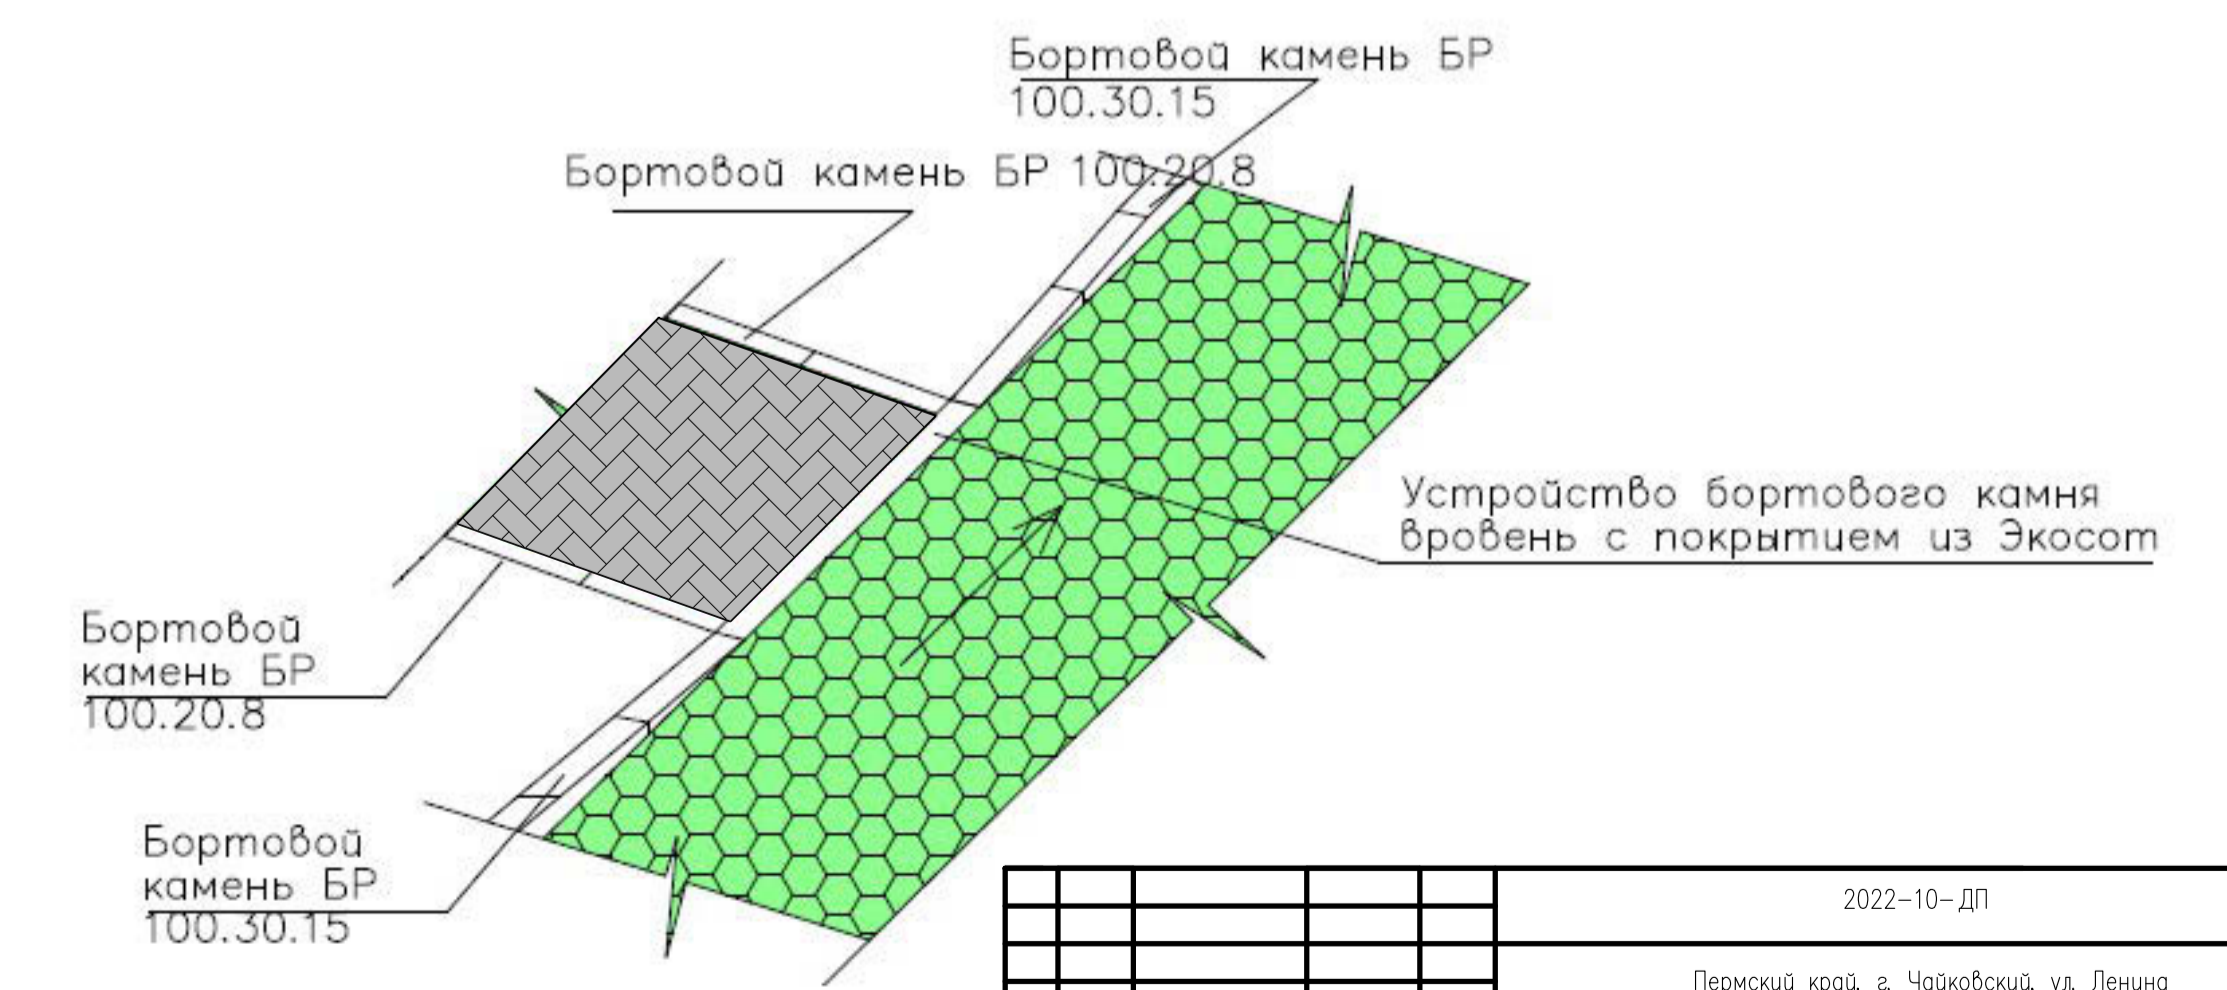 Бортовой камень БР
100.30.15
Бортовой камень БР 100.20.8
Устройство бортового камня
вровень с покрытием из Экосот
Бортовой
камень БР
100.20.8
Бортовой
камень БР
100.30.15
2022-10-ДП
Пермский край, г. Чайковский, ул. Ленина